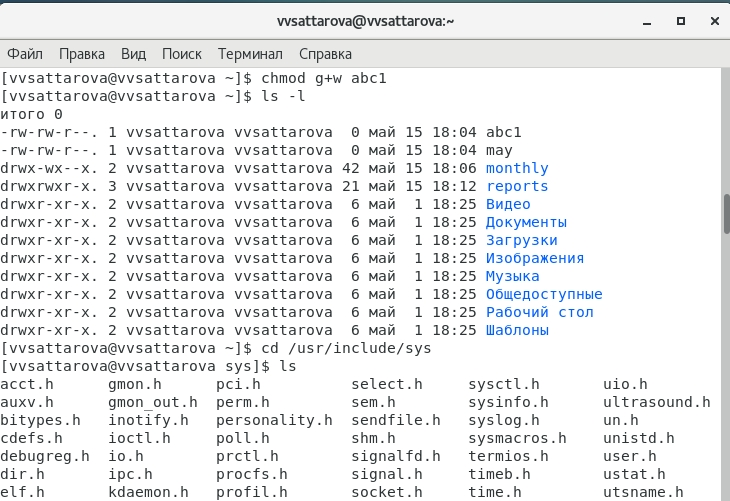 vvsattarova@vvsattarova:~
Файл Правка Вид Поиск Терминал Справка
[vvsattarova@vvsattarova ~]$ chmod g+w abc1
[vvsattarova@vvsattarova ~]$ ls -l
итого 0
-rw-rw-r--. 1 vvsattarova vvsattarova  0 май 15 18:04 abc1
-rw-rw-r--. 1 vvsattarova vvsattarova  0 май 15 18:04 may
drwx-wx--x. 2 vvsattarova vvsattarova 42 май 15 18:06 monthly
drwxrwxr-x. 3 vvsattarova vvsattarova 21 май 15 18:12 reports
drwxr-xr-x. 2 vvsattarova vvsattarova  6 май  1 18:25 Видео
drwxr-xr-x. 2 vvsattarova vvsattarova  6 май  1 18:25 Документы
drwxr-xr-x. 2 vvsattarova vvsattarova  6 май  1 18:25 Загрузки
drwxr-xr-x. 2 vvsattarova vvsattarova  6 май  1 18:25 Изображения
drwxr-xr-x. 2 vvsattarova vvsattarova  6 май  1 18:25 Музыка
drwxr-xr-x. 2 vvsattarova vvsattarova  6 май  1 18:25 Общедоступные
drwxr-xr-x. 2 vvsattarova vvsattarova  6 май  1 18:25 Рабочий стол
drwxr-xr-x. 2 vvsattarova vvsattarova  6 май  1 18:25 Шаблоны
[vvsattarova@vvsattarova ~]$ cd /usr/include/sys
[vvsattarova@vvsattarova sys]$ ls
acct.h      gmon.h      pci.h          select.h     sysctl.h       uio.h
auxv.h      gmon_out.h  perm.h         sem.h        sysinfo.h      ultrasound.h
bitypes.h   inotify.h   personality.h  sendfile.h   syslog.h       un.h
cdefs.h     ioctl.h     poll.h         shm.h        sysmacros.h    unistd.h
debugreg.h  io.h        prctl.h        signalfd.h   termios.h      user.h
dir.h       ipc.h       procfs.h       signal.h     timeb.h        ustat.h
elf.h       kdaemon.h   profil.h       socket.h     time.h         utsname.h